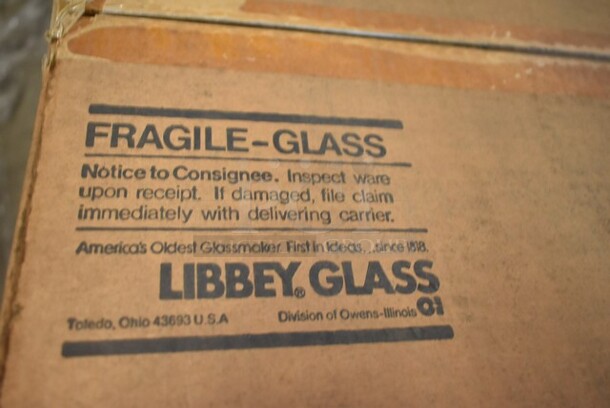 FRAGILE-GLASS
Notice to Consignee. Inspect ware
upon receipt. If damaged, file claim
immediately with delivering carrier.
America's Oldest Glassmaker. First in Ideas...since 1818.
LIBBEY® GLASS
Toledo, Ohio 43693 U.S.A Division of Owens-Illinois OI